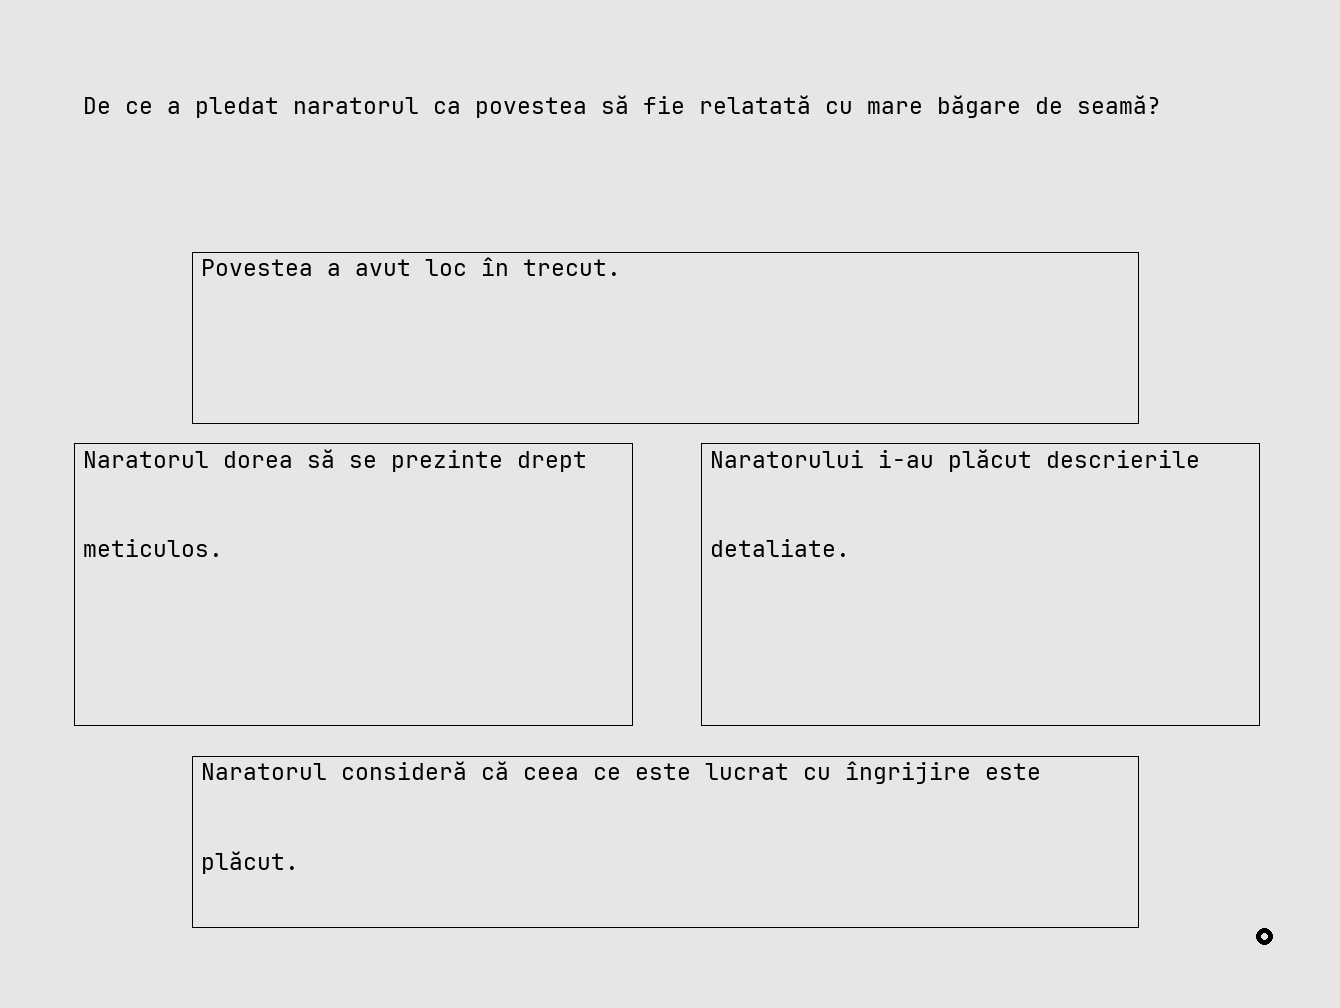 De ce a pledat naratorul ca povestea să fie relatată cu mare băgare de seamă?
Povestea a avut loc în trecut.
Naratorul dorea să se prezinte drept
meticulos.
Naratorului i-au plăcut descrierile
detaliate.
Naratorul consideră că ceea ce este lucrat cu îngrijire este
plăcut.